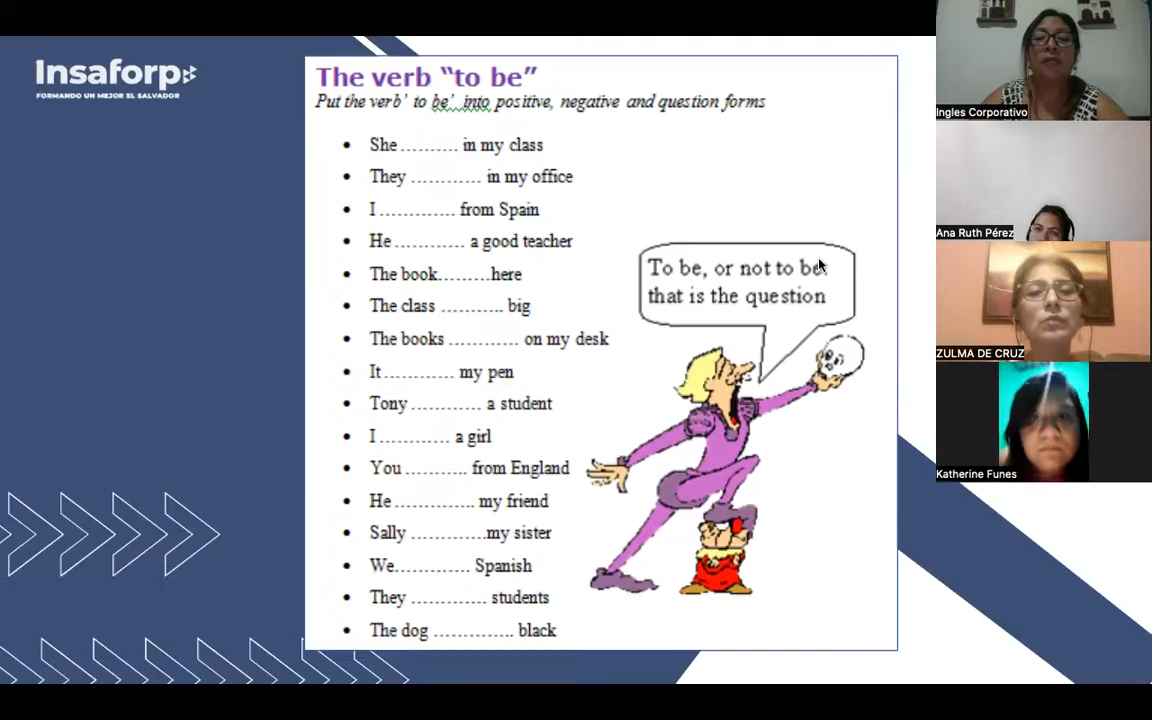 Insaforp
FORMANDO UN MEJOR EL SALVADOR
The verb “to be”
Put the verb’ to be’ into positive, negative and question forms
• She .......... in my class
• They ............ in my office
• I ............. from Spain
• He ............ a good teacher
• The book.........here
• The class ........... big
• The books ............ on my desk
• It ............ my pen
• Tony ............ a student
• I ............ a girl
• You ........... from England
• He .............. my friend
• Sally .............my sister
• We............. Spanish
• They ............. students
• The dog .............. black
To be, or not to be:
that is the question
Ingles Corporativo
Ana Ruth Pérez
ZULMA DE CRUZ
Katherine Funes